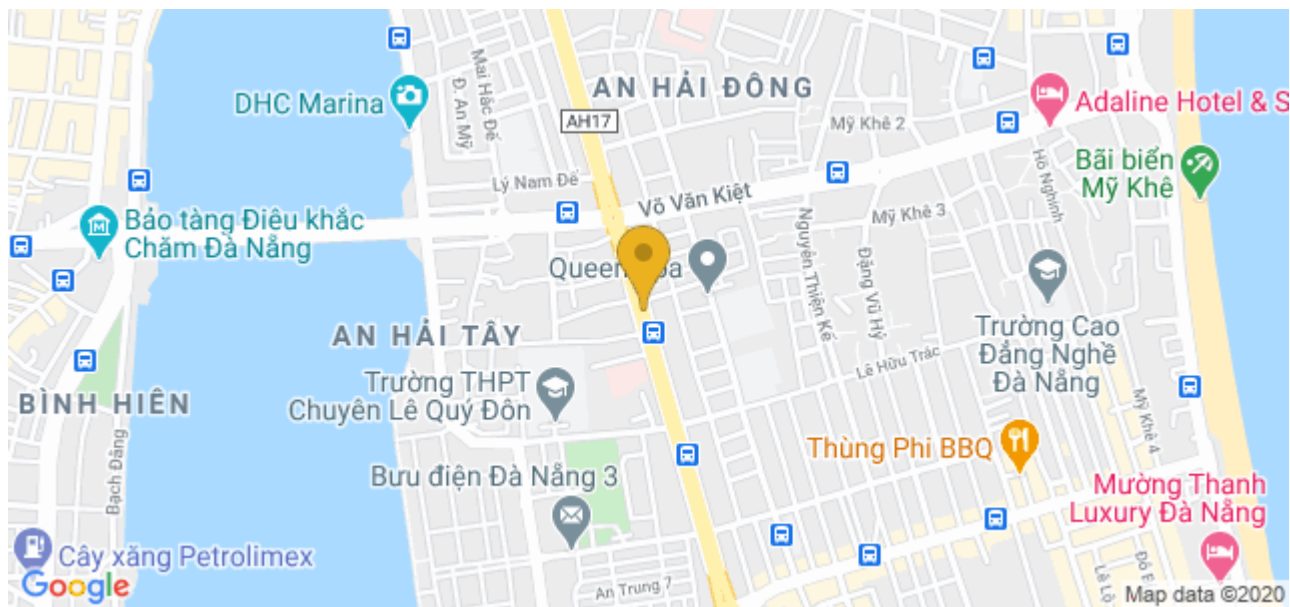 AN HẢI ĐÔNG
Mai Hắc Đế
Đ. An Mỹ
DHC Marina
AH17
Adaline Hotel & S
Mỹ Khê 2
Hồ Nghinh
Bãi biển
Mỹ Khê
Lý Nam Đế
Võ Văn Kiệt
Mỹ Khê 3
Bảo tàng Điêu khắc
Chăm Đà Nẵng
Nguyễn Thiện Kế
Đặng Vũ Hỷ
AN HẢI TÂY
Trường Cao
Đẳng Nghề
Đà Nẵng
Lê Hữu Trác
Trường THPT
Chuyên Lê Quý Đôn
BÌNH HIÊN
Mỹ Khê 4
Thùng Phi BBQ
Bạch Đằng
Bưu điện Đà Nẵng 3
Mường Thanh
Luxury Đà Nẵng
Cây xăng Petrolimex
An Trung 7
Google
Map data ©2020